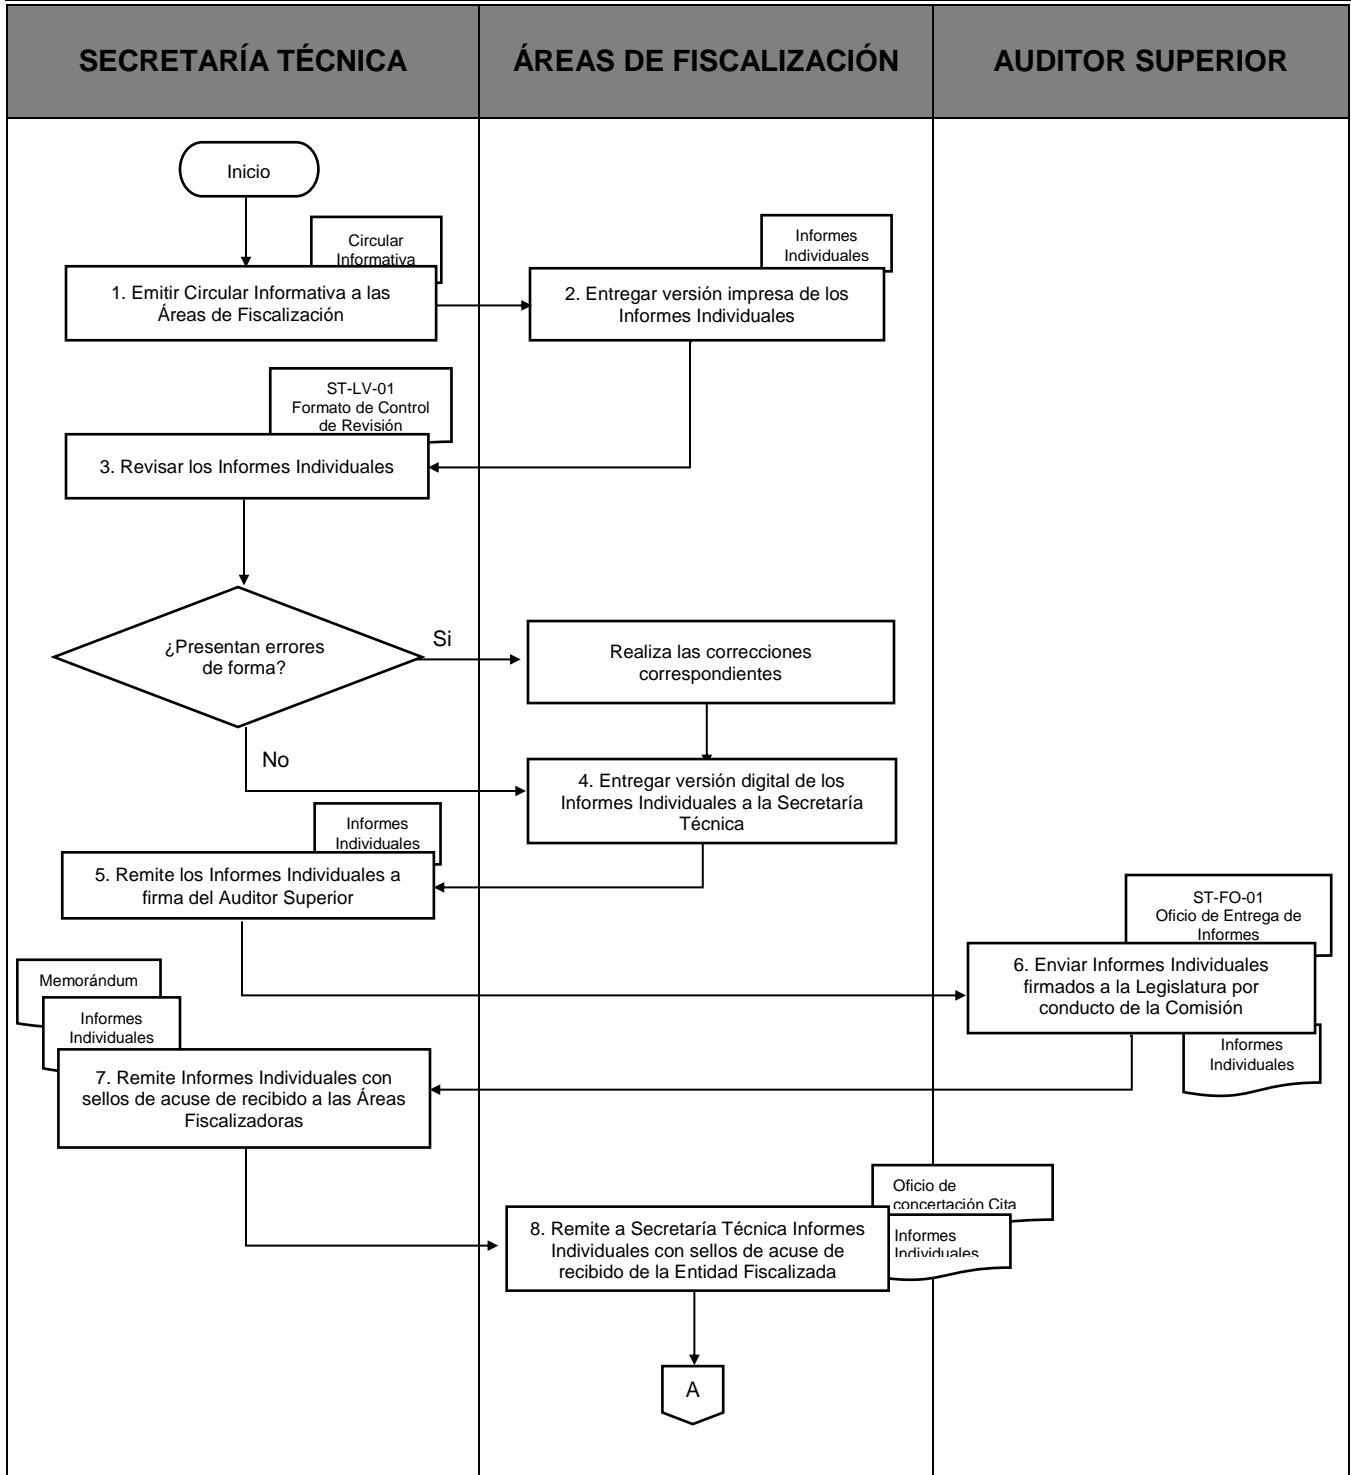 SECRETARÍA TÉCNICA
ÁREAS DE FISCALIZACIÓN
AUDITOR SUPERIOR
Inicio
Circular
Informativa
1. Emitir Circular Informativa a las
Áreas de Fiscalización
Informes
Individuales
2. Entregar versión impresa de los
Informes Individuales
ST-LV-01
Formato de Control
de Revisión
3. Revisar los Informes Individuales
¿Presentan errores
de forma?
Si
Realiza las correcciones
correspondientes
No
4. Entregar versión digital de los
Informes Individuales a la Secretaría
Técnica
Informes
Individuales
5. Remite los Informes Individuales a
firma del Auditor Superior
ST-FO-01
Oficio de Entrega de
Informes
6. Enviar Informes Individuales
firmados a la Legislatura por
conducto de la Comisión
Informes
Individuales
Memorándum
Informes
Individuales
7. Remite Informes Individuales con
sellos de acuse de recibido a las Áreas
Fiscalizadoras
Oficio de
concertación Cita
Informes
Individuales
8. Remite a Secretaría Técnica Informes
Individuales con sellos de acuse de
recibido de la Entidad Fiscalizada
A